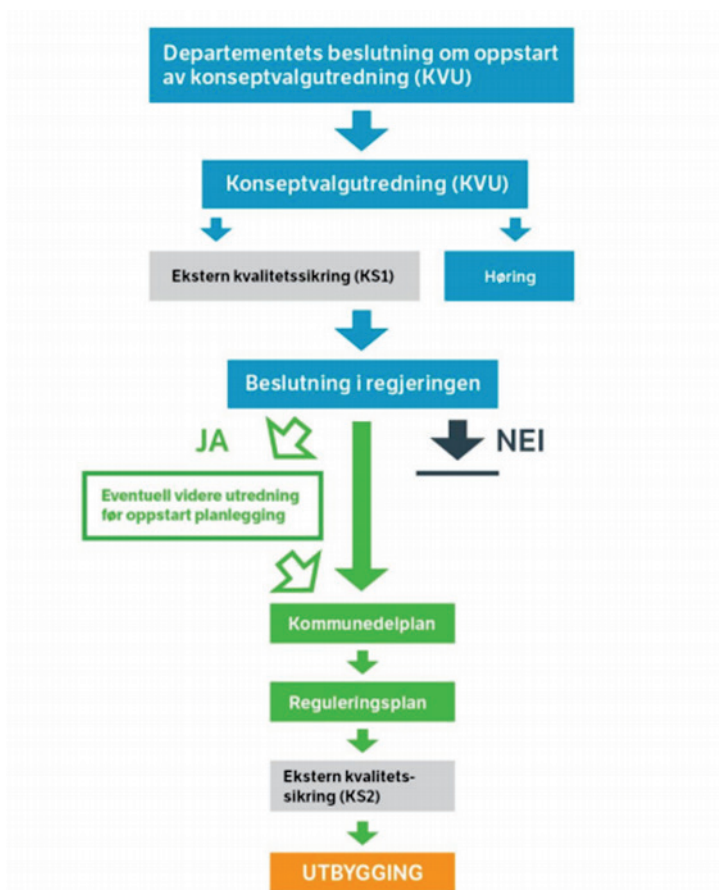 Departementets beslutning om oppstart
av konseptvalgutredning (KVU)
Konseptvalgutredning (KVU)
Ekstern kvalitetssikring (KS1)
Høring
Beslutning i regjeringen
JA
NEI
Eventuell videre utredning
før oppstart planlegging
Kommunedelplan
Reguleringsplan
Ekstern kvalitets-
sikring (KS2)
UTBYGGING